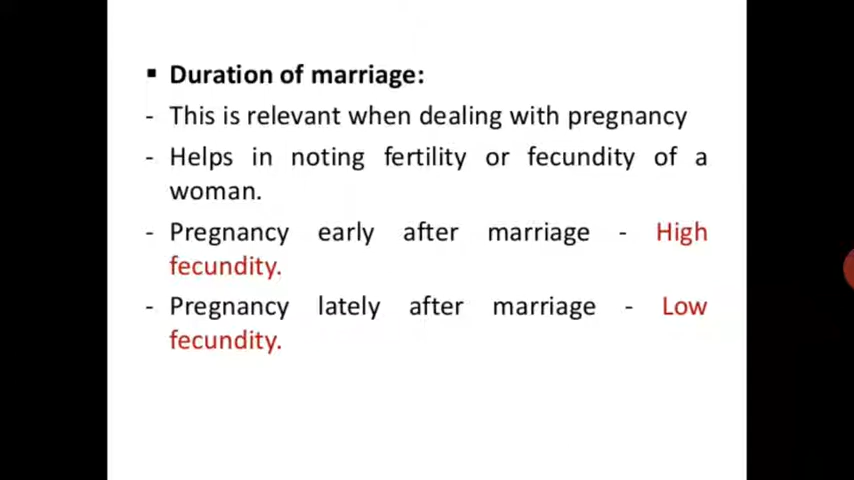 ▪ Duration of marriage:
- This is relevant when dealing with pregnancy
- Helps in noting fertility or fecundity of a
woman.
- Pregnancy early after marriage - High
fecundity.
- Pregnancy lately after marriage - Low
fecundity.